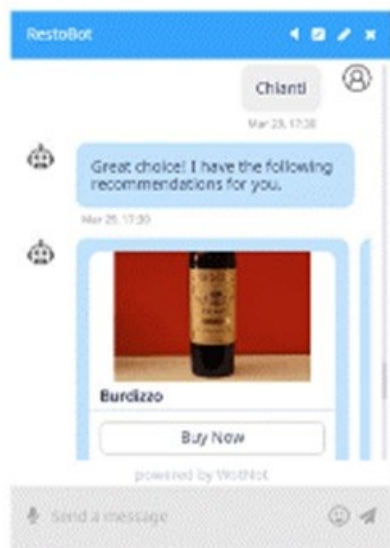 RestoBot
Chianti
Mar 23, 17:30
Great choice! I have the following
recommendations for you.
Mar 23, 17:30
Burdizzo
Buy Now
powered by WotNot
Send a message